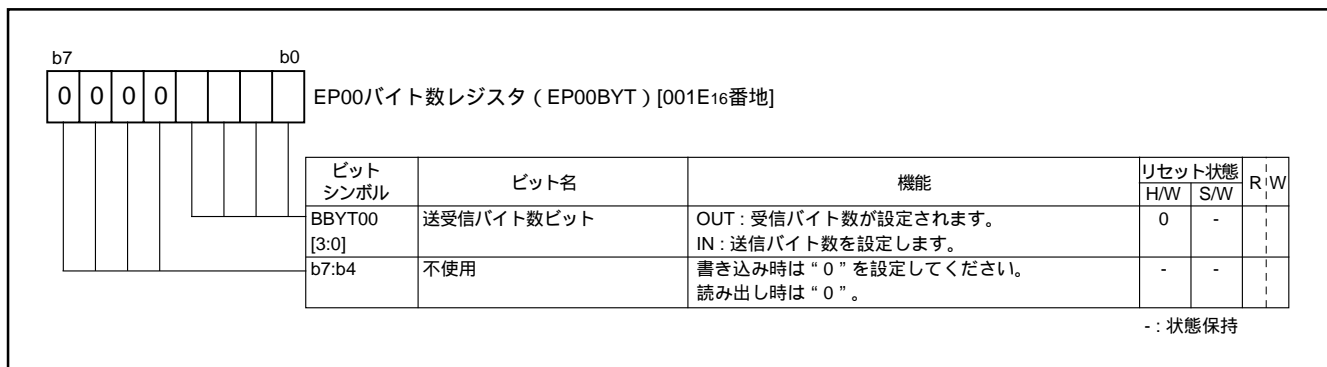 b7 b0
0 0 0 0 EP00バイト数レジスタ ( EP00BYT ) [001E16番地]
ビット シンボル ビット名 機能 リセット状態 R W
H/W S/W
BBYT00 送受信バイト数ビット OUT : 受信バイト数が設定されます。 0 -
[3:0] IN : 送信バイト数を設定します。
b7:b4 不使用 書き込み時は “ 0 ” を設定してください。 - -
読み出し時は “ 0 ” 。
- : 状態保持